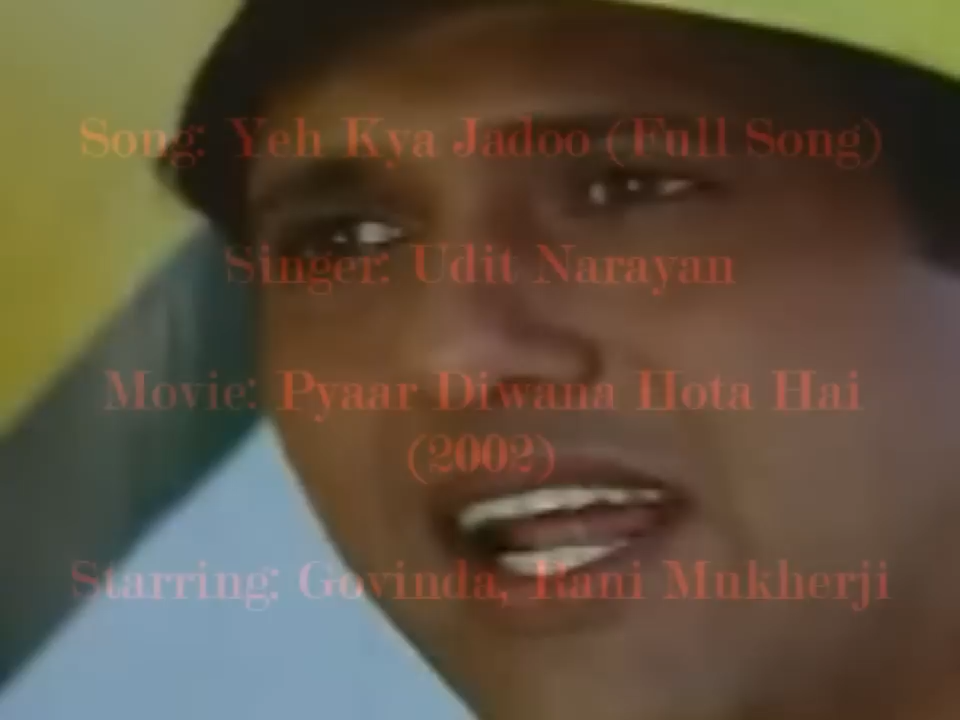 Song: Yeh Kya Jadoo (Full Song)
Singer: Udit Narayan
Movie: Pyaar Diwana Hota Hai
(2002)
Starring: Govinda, Rani Mukherji